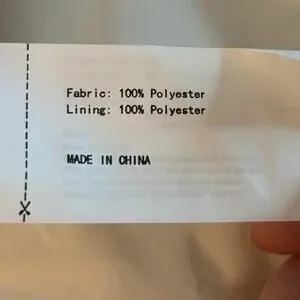 Fabric: 100% Polyester
Lining: 100% Polyester
MADE IN CHINA